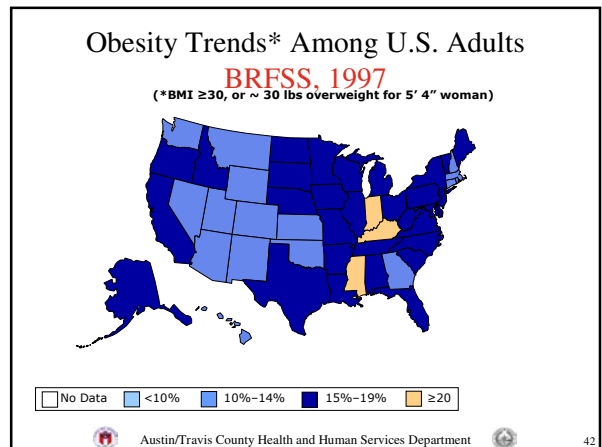 Obesity Trends* Among U.S. Adults
BRFSS, 1997
(*BMI ≥30, or ~ 30 lbs overweight for 5’ 4” woman)
No Data <10% 10%–14% 15%–19% ≥20
Austin/Travis County Health and Human Services Department
42